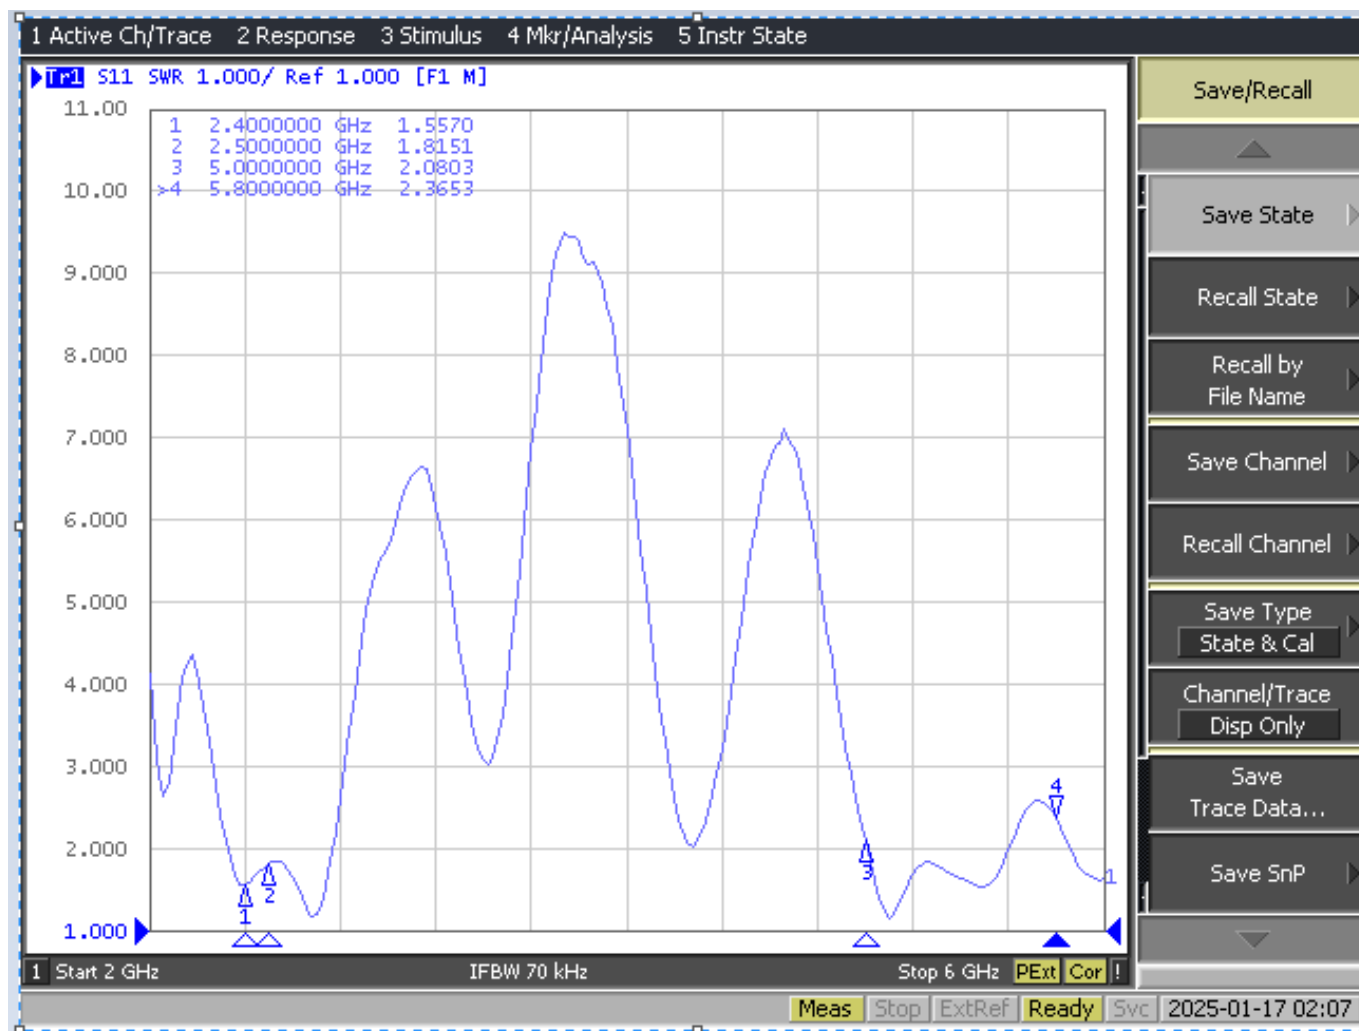 1 Active Ch/Trace 2 Response 3 Stimulus 4 Mkr/Analysis 5 Instr State
Tr1 S11 SWR 1.000/ Ref 1.000 [F1 M]
11.00
10.00
9.000
8.000
7.000
6.000
5.000
4.000
3.000
2.000
1.000
1 2.4000000 GHz 1.5570
2 2.5000000 GHz 1.8151
3 5.0000000 GHz 2.0803
>4 5.8000000 GHz 2.3653
1
2
3
4
1
1 Start 2 GHz IFBW 70 kHz Stop 6 GHz PExt Cor !
Meas Stop ExtRef Ready Svc 2025-01-17 02:07
Save/Recall
Save State
Recall State
Recall by
File Name
Save Channel
Recall Channel
Save Type
State & Cal
Channel/Trace
Disp Only
Save
Trace Data...
Save SnP